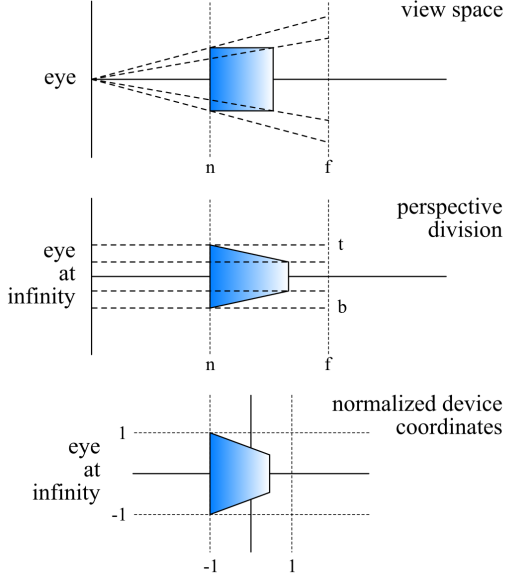 view space
eye
n
f
perspective
division
eye
at
infinity
t
b
n
f
normalized device
coordinates
1
eye
at
infinity
-1
-1
1